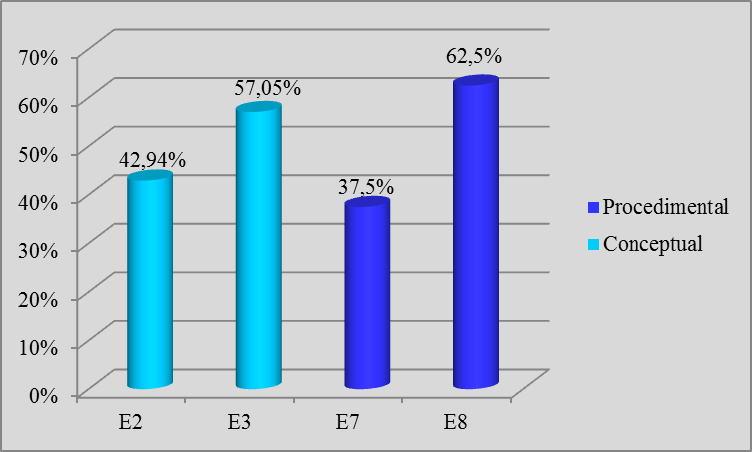 70%
60%
50%
40%
30%
20%
10%
0%
42,94%
57,05%
37,5%
62,5%
E2
E3
E7
E8
Procedimental
Conceptual